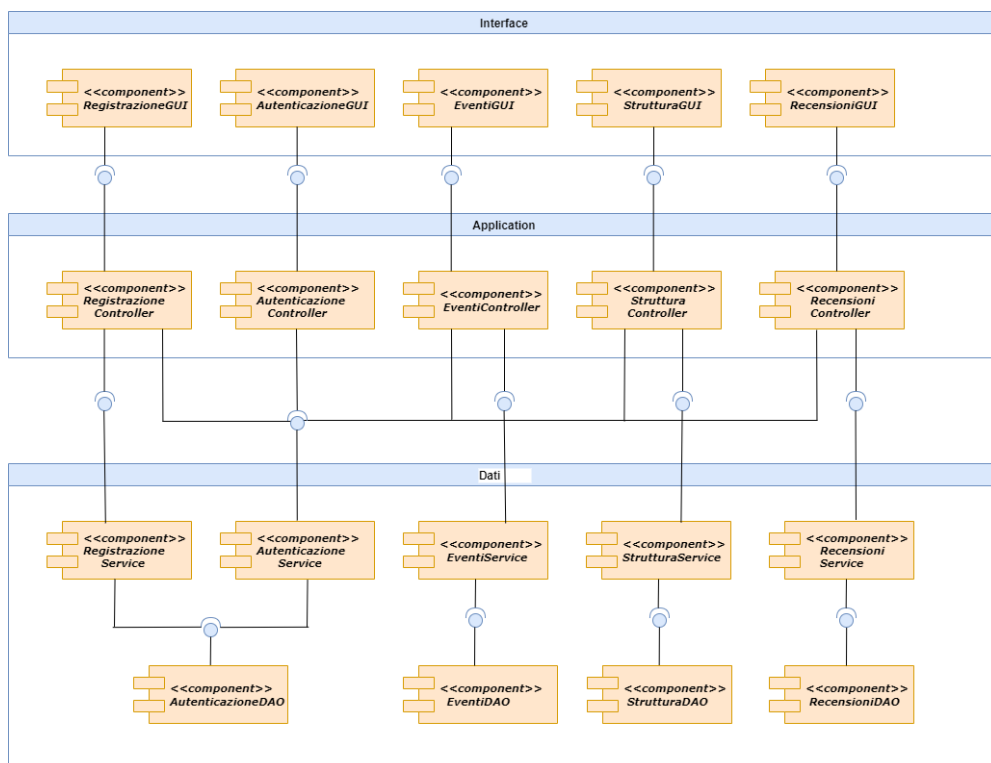 Interface
<<component>>
RegistrazioneGUI
<<component>>
AutenticazioneGUI
<<component>>
EventiGUI
<<component>>
StrutturaGUI
<<component>>
RecensioniGUI
Application
<<component>>
Registrazione
Controller
<<component>>
Autenticazione
Controller
<<component>>
EventiController
<<component>>
Struttura
Controller
<<component>>
Recensioni
Controller
Dati
<<component>>
Registrazione
Service
<<component>>
Autenticazione
Service
<<component>>
EventiService
<<component>>
StrutturaService
<<component>>
Recensioni
Service
<<component>>
AutenticazioneDAO
<<component>>
EventiDAO
<<component>>
StrutturaDAO
<<component>>
RecensioniDAO